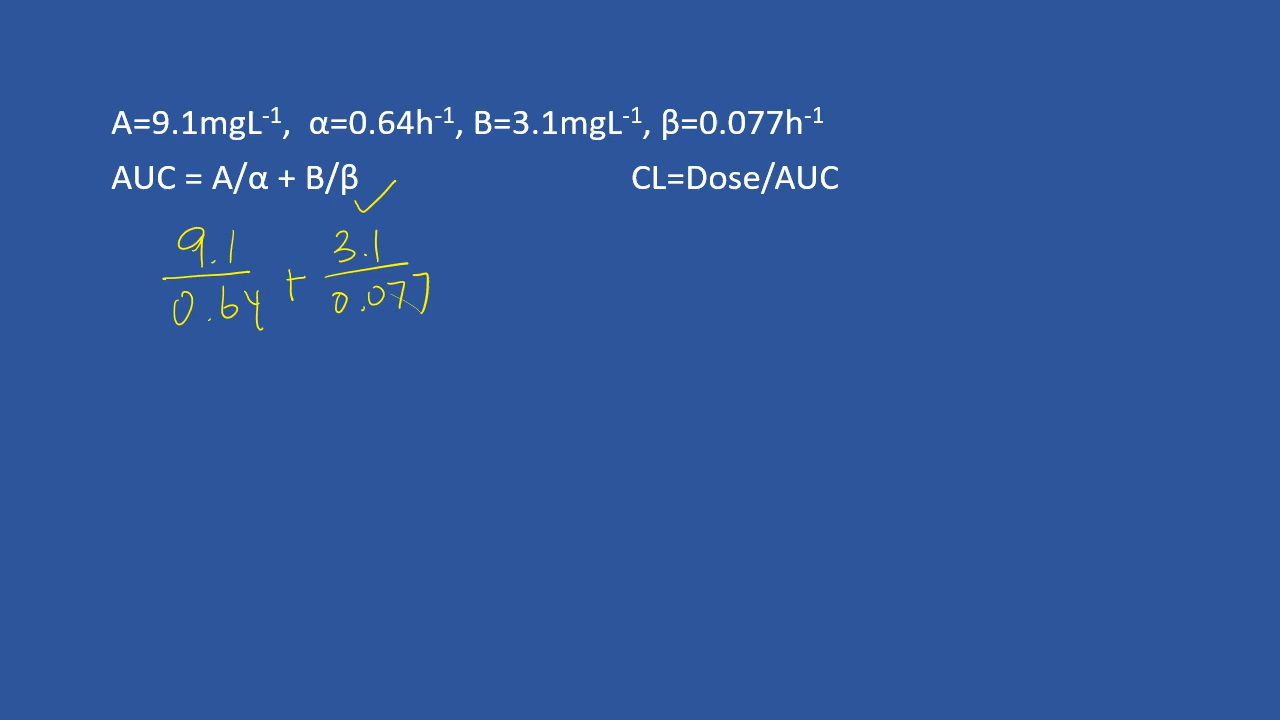 A=9.1mgL⁻¹, α=0.64h⁻¹, B=3.1mgL⁻¹, β=0.077h⁻¹
AUC = A/α + B/β CL=Dose/AUC
9.1/0.64 + 3.1/0.077